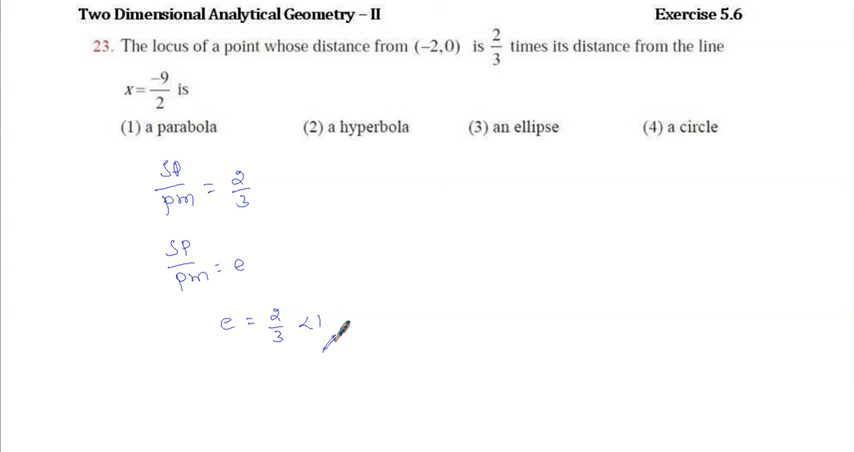 Two Dimensional Analytical Geometry – II Exercise 5.6
23. The locus of a point whose distance from (−2,0) is 2/3 times its distance from the line
x= −9/2 is
(1) a parabola (2) a hyperbola (3) an ellipse (4) a circle
SP/PM = 2/3
SP/PM = e
e = 2/3 <1